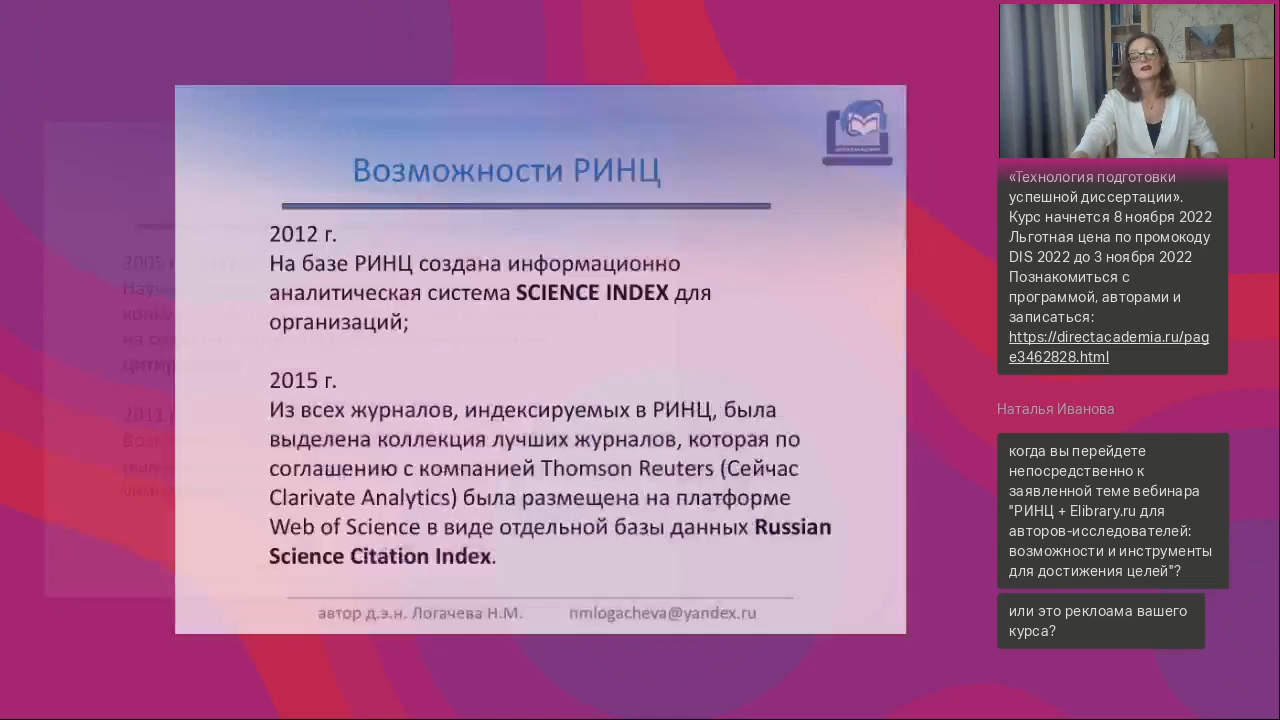 Возможности РИНЦ
2012 г.
На базе РИНЦ создана информационно
аналитическая система SCIENCE INDEX для
организаций;
2015 г.
Из всех журналов, индексируемых в РИНЦ, была
выделена коллекция лучших журналов, которая по
соглашению с компанией Thomson Reuters (Сейчас
Clarivate Analytics) была размещена на платформе
Web of Science в виде отдельной базы данных Russian
Science Citation Index.
автор д.э.н. Логачева Н.М. nmlogacheva@yandex.ru
«Технология подготовки
успешной диссертации».
Курс начнется 8 ноября 2022
Льготная цена по промокоду
DIS 2022 до 3 ноября 2022
Познакомиться с
программой, авторами и
записаться:
https://directacademia.ru/pag
e3462828.html
Наталья Иванова
когда вы перейдете
непосредственно к
заявленной теме вебинара
"РИНЦ + Elibrary.ru для
авторов-исследователей:
возможности и инструменты
для достижения целей"?
или это реклоама вашего
курса?